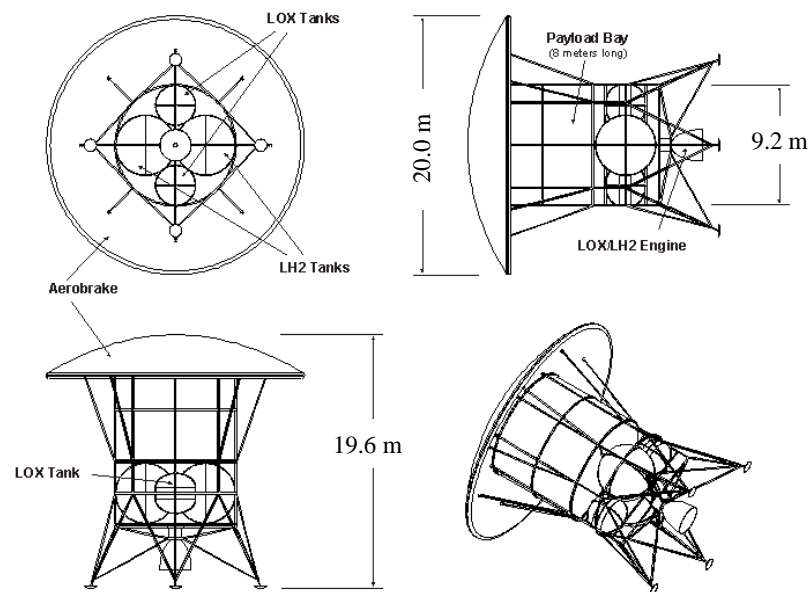 LOX Tanks
LH2 Tanks
Aerobrake
Payload Bay
(8 meters long)
20.0 m
9.2 m
LOX/LH2 Engine
19.6 m
LOX Tank